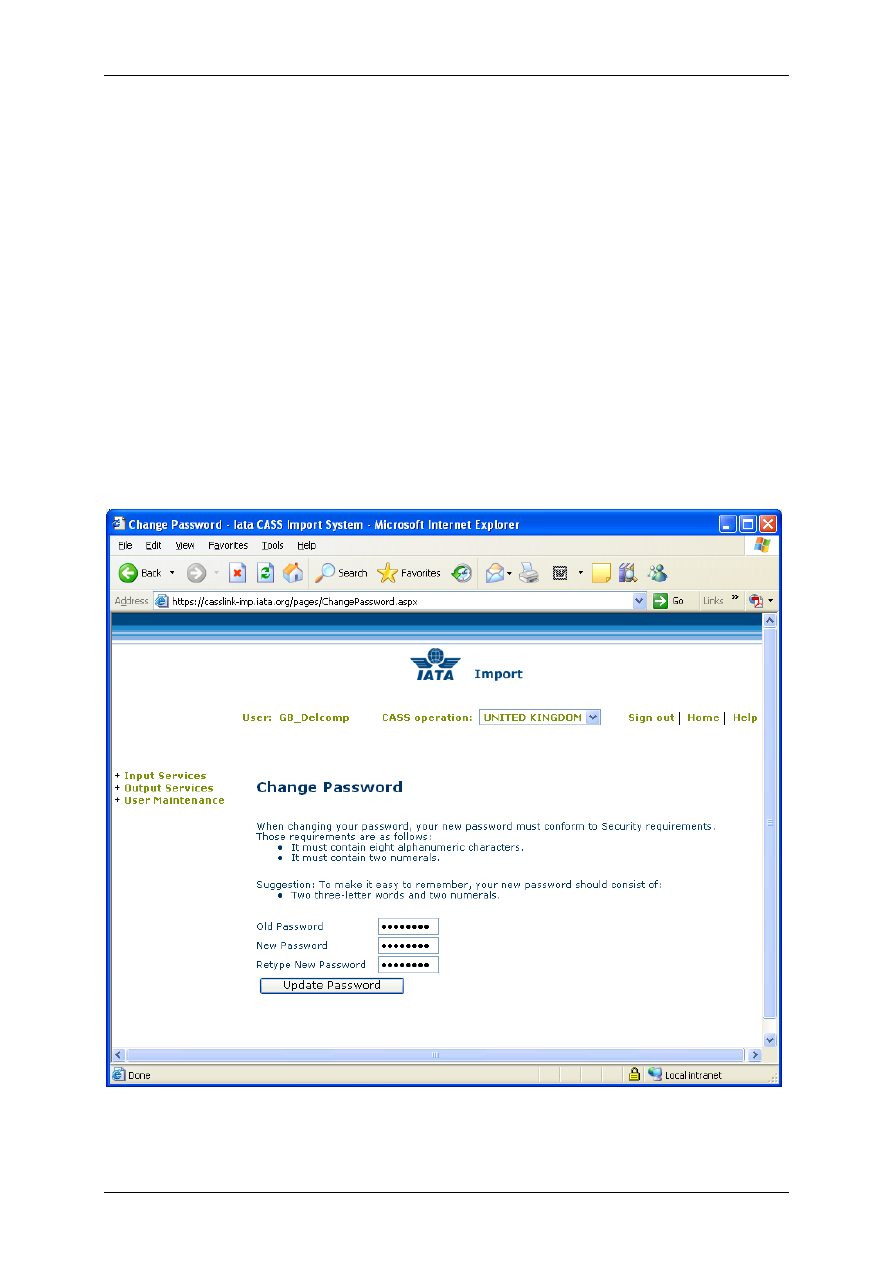 Change Password - Iata CASS Import System - Microsoft Internet Explorer
File Edit View Favorites Tools Help
Back Search Favorites
Address https://casslink-imp.iata.org/pages/ChangePassword.aspx Go Links »
IATA Import
User: GB_Delcomp CASS operation: UNITED KINGDOM Sign out | Home | Help
+ Input Services
+ Output Services
+ User Maintenance
Change Password
When changing your password, your new password must conform to Security requirements.
Those requirements are as follows:
• It must contain eight alphanumeric characters.
• It must contain two numerals.
Suggestion: To make it easy to remember, your new password should consist of:
• Two three-letter words and two numerals.
Old Password ••••••••
New Password ••••••••
Retype New Password ••••••••
Update Password
Done Local intranet